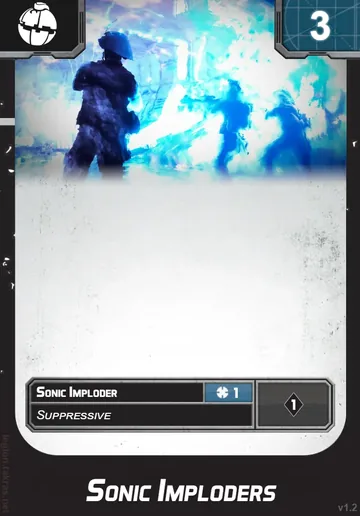 3
SONIC IMPLODER 1
SUPPRESSIVE
1
SONIC IMPLODERS
v1.2